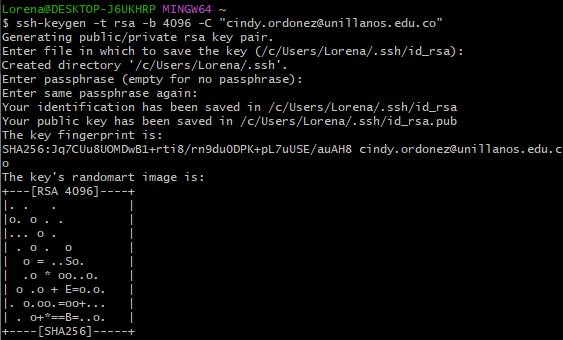 Lorena@DESKTOP-J6UKHRP MINGW64 ~
$ ssh-keygen -t rsa -b 4096 -C "cindy.ordonez@unillanos.edu.co"
Generating public/private rsa key pair.
Enter file in which to save the key (/c/Users/Lorena/.ssh/id_rsa):
Created directory '/c/Users/Lorena/.ssh'.
Enter passphrase (empty for no passphrase):
Enter same passphrase again:
Your identification has been saved in /c/Users/Lorena/.ssh/id_rsa
Your public key has been saved in /c/Users/Lorena/.ssh/id_rsa.pub
The key fingerprint is:
SHA256:Jq7CUu8UOMDwB1+rti8/rn9duODPK+pL7uUSE/auAH8 cindy.ordonez@unillanos.edu.c
o
The key's randomart image is:
+---[RSA 4096]----+
|. .   .          |
|o. o . .         |
|... o .          |
| . o .  o        |
|  o = ..So.      |
|  .o * oo..o.    |
| o .o + E=o.o.   |
|. o.oo.=oo+...   |
| . o+*==B=..o.   |
+----[SHA256]-----+